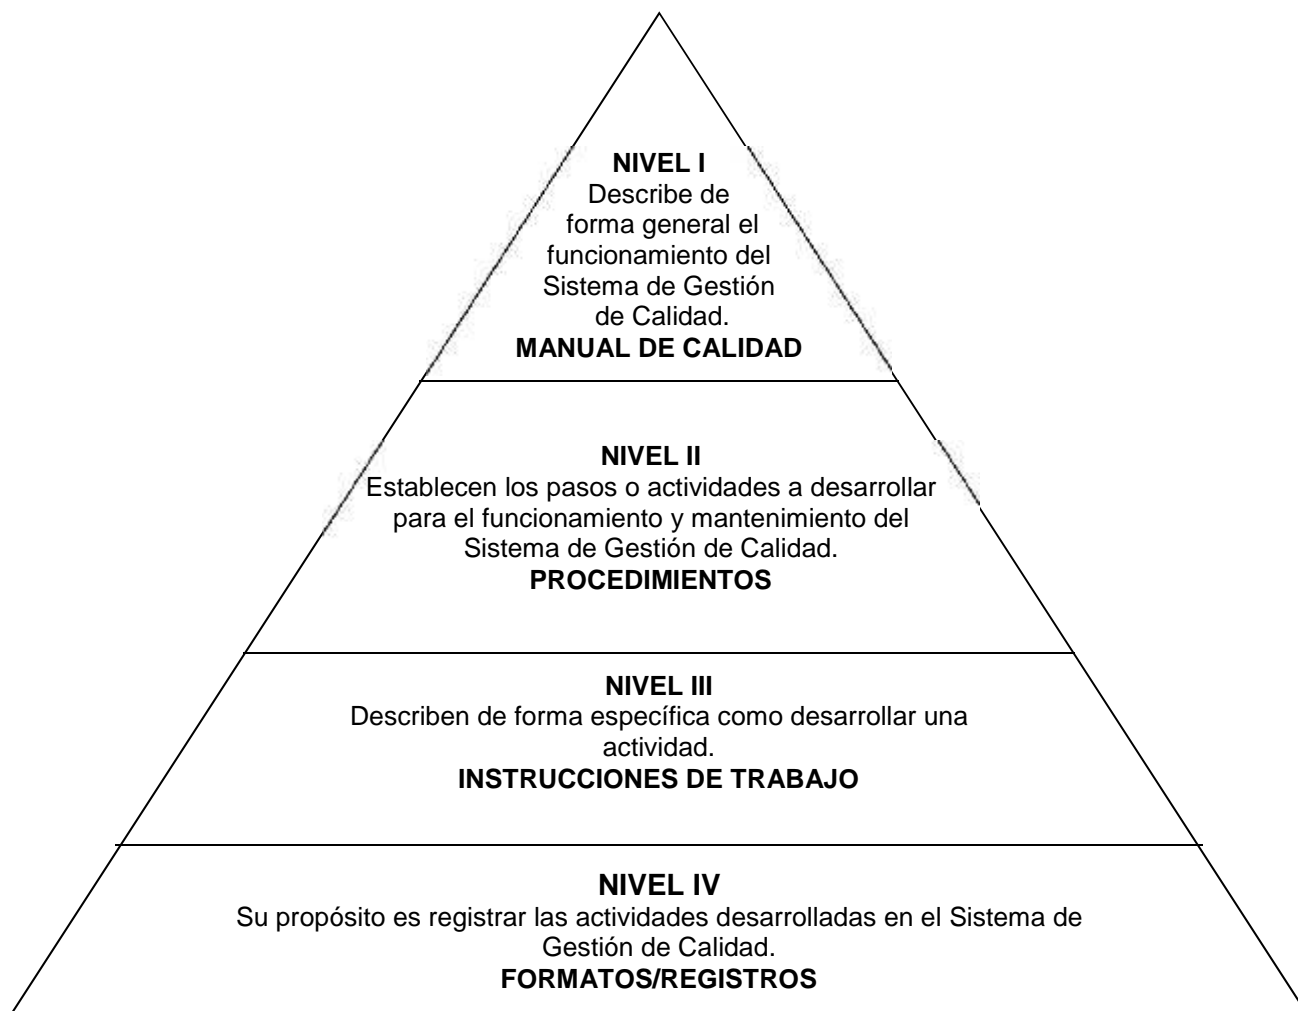 NIVEL I
Describe de
forma general el
funcionamiento del
Sistema de Gestión
de Calidad.
MANUAL DE CALIDAD
NIVEL II
Establecen los pasos o actividades a desarrollar
para el funcionamiento y mantenimiento del
Sistema de Gestión de Calidad.
PROCEDIMIENTOS
NIVEL III
Describen de forma específica como desarrollar una
actividad.
INSTRUCCIONES DE TRABAJO
NIVEL IV
Su propósito es registrar las actividades desarrolladas en el Sistema de
Gestión de Calidad.
FORMATOS/REGISTROS